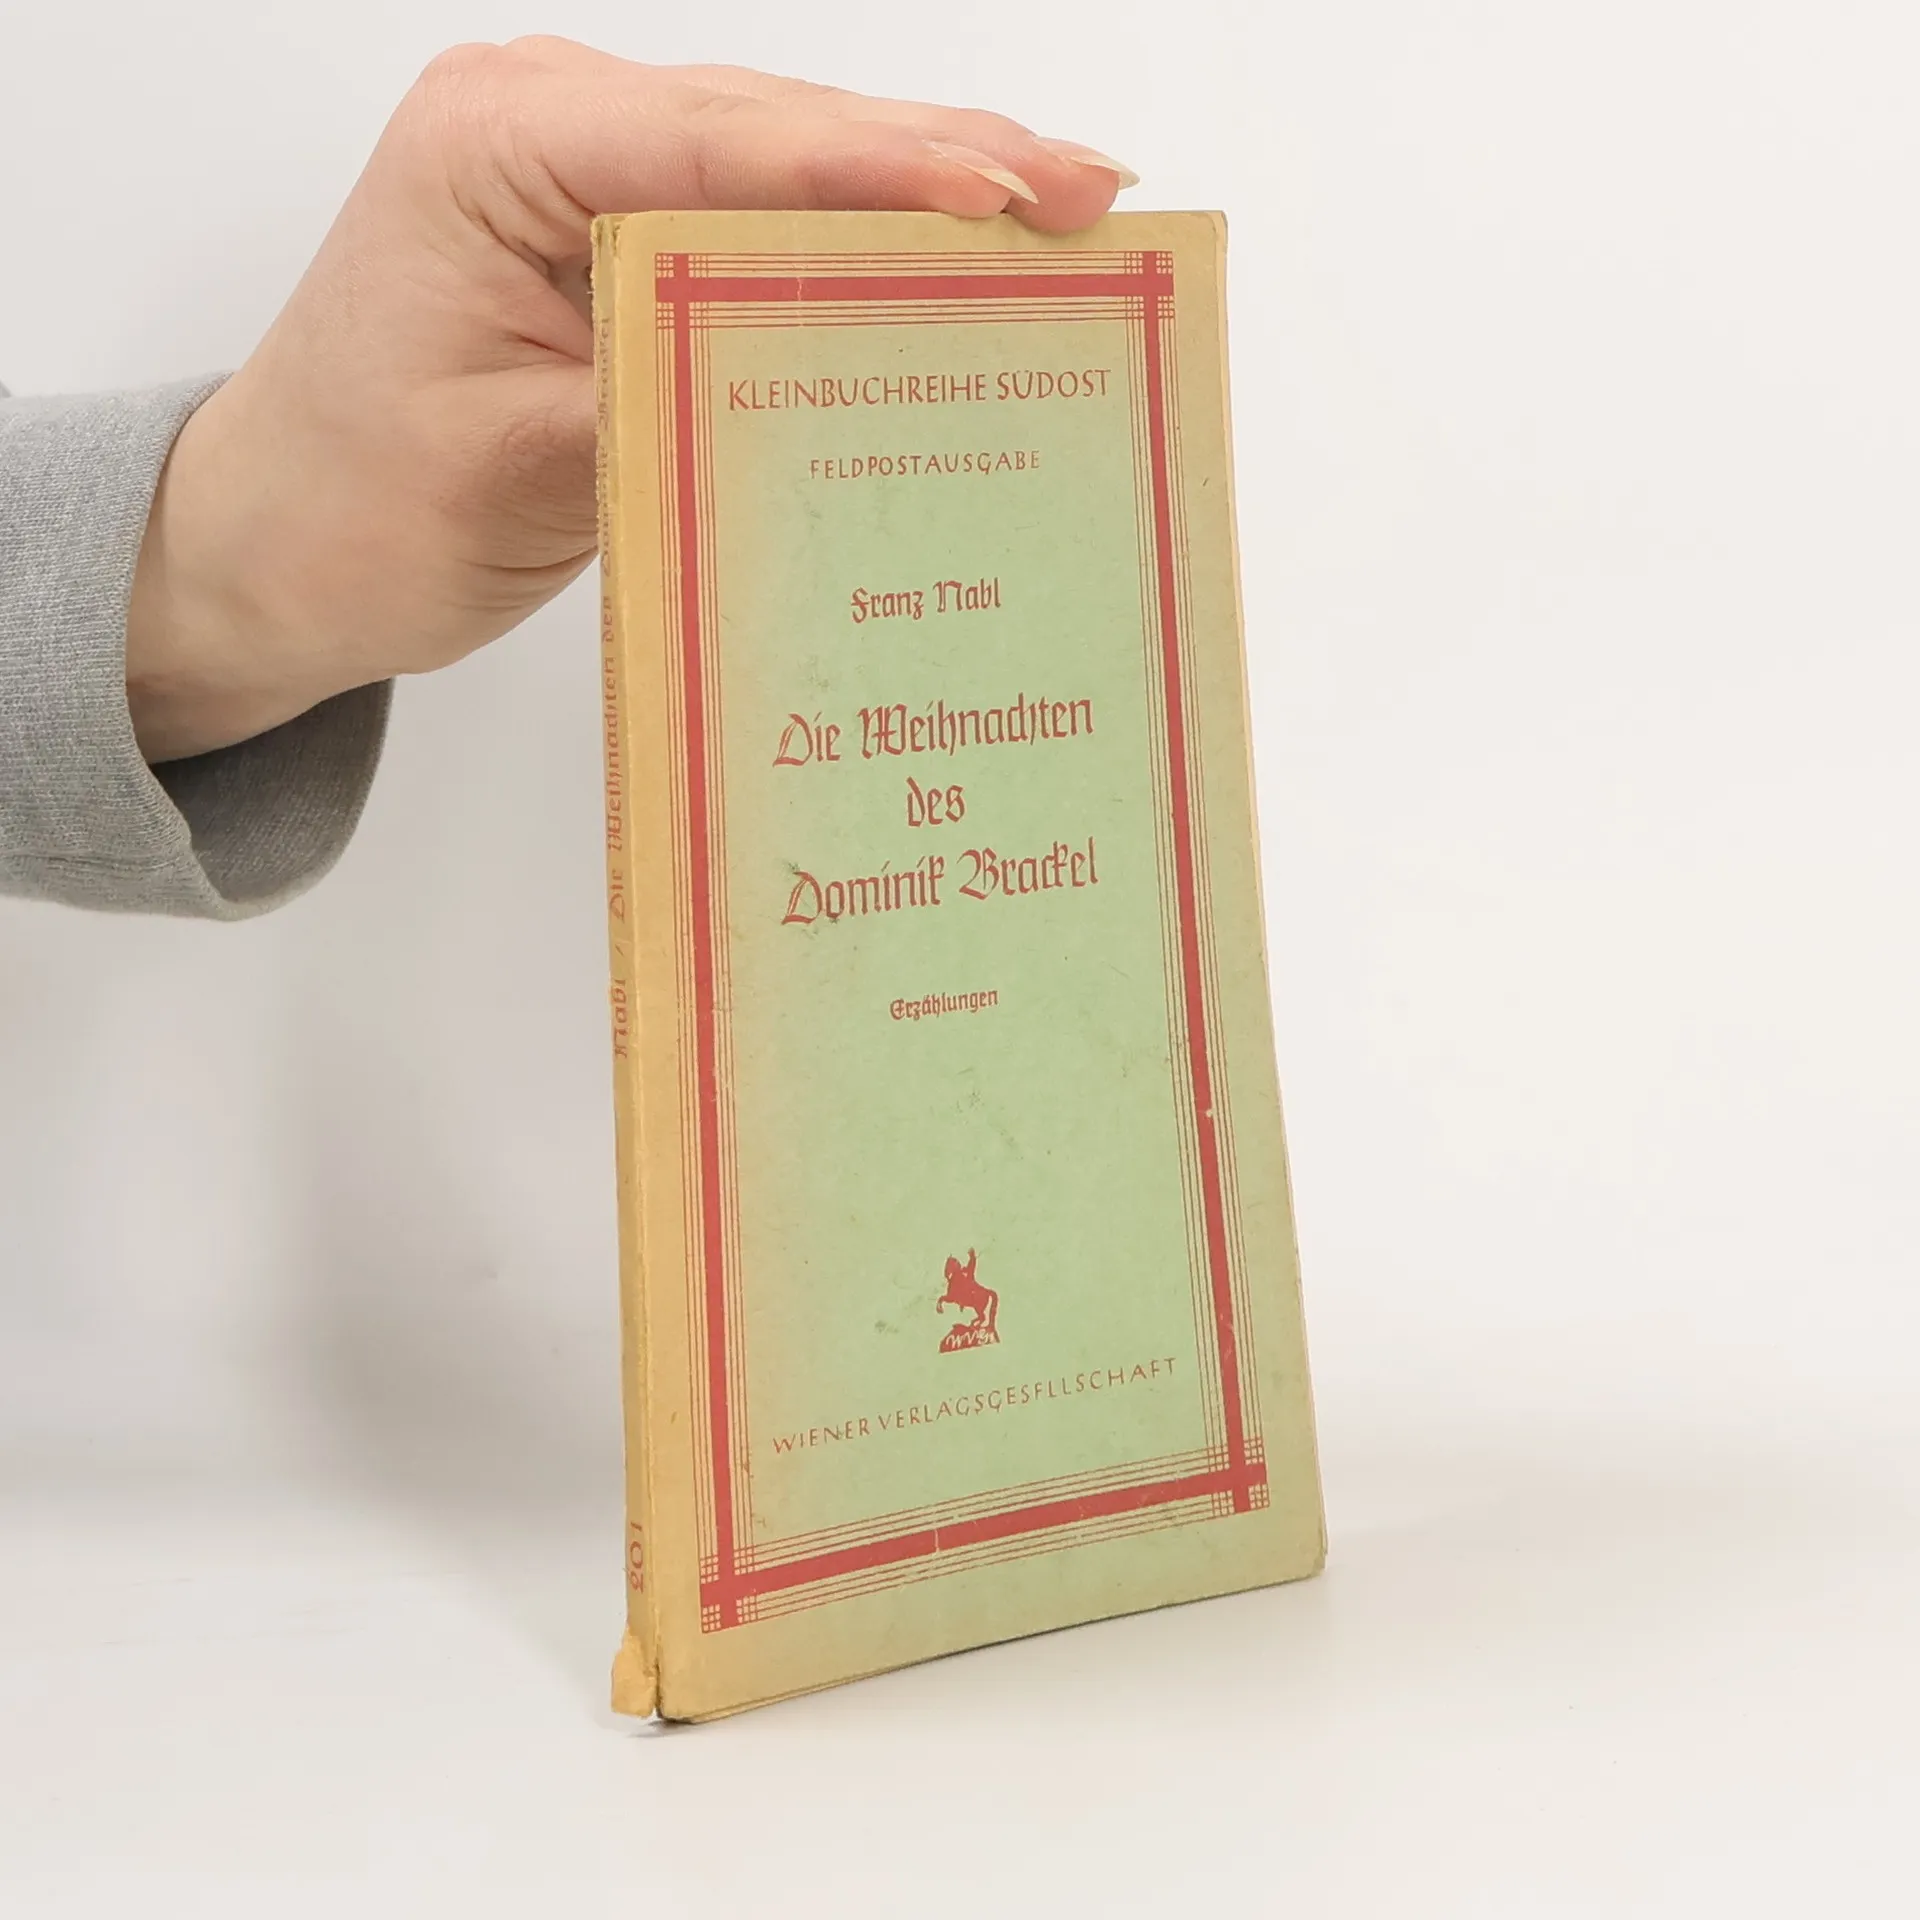 KLEINBUCHREIHE SÜDOST
FELDPOSTAUSGABE
Franz Nabl
Die Weihnachten
des
Dominik Brackel
Erzählungen
WVGn
WIENER VERLAGSGESELLSCHAFT
Nabl / Die Weihnachten des Dominik Brackel
201